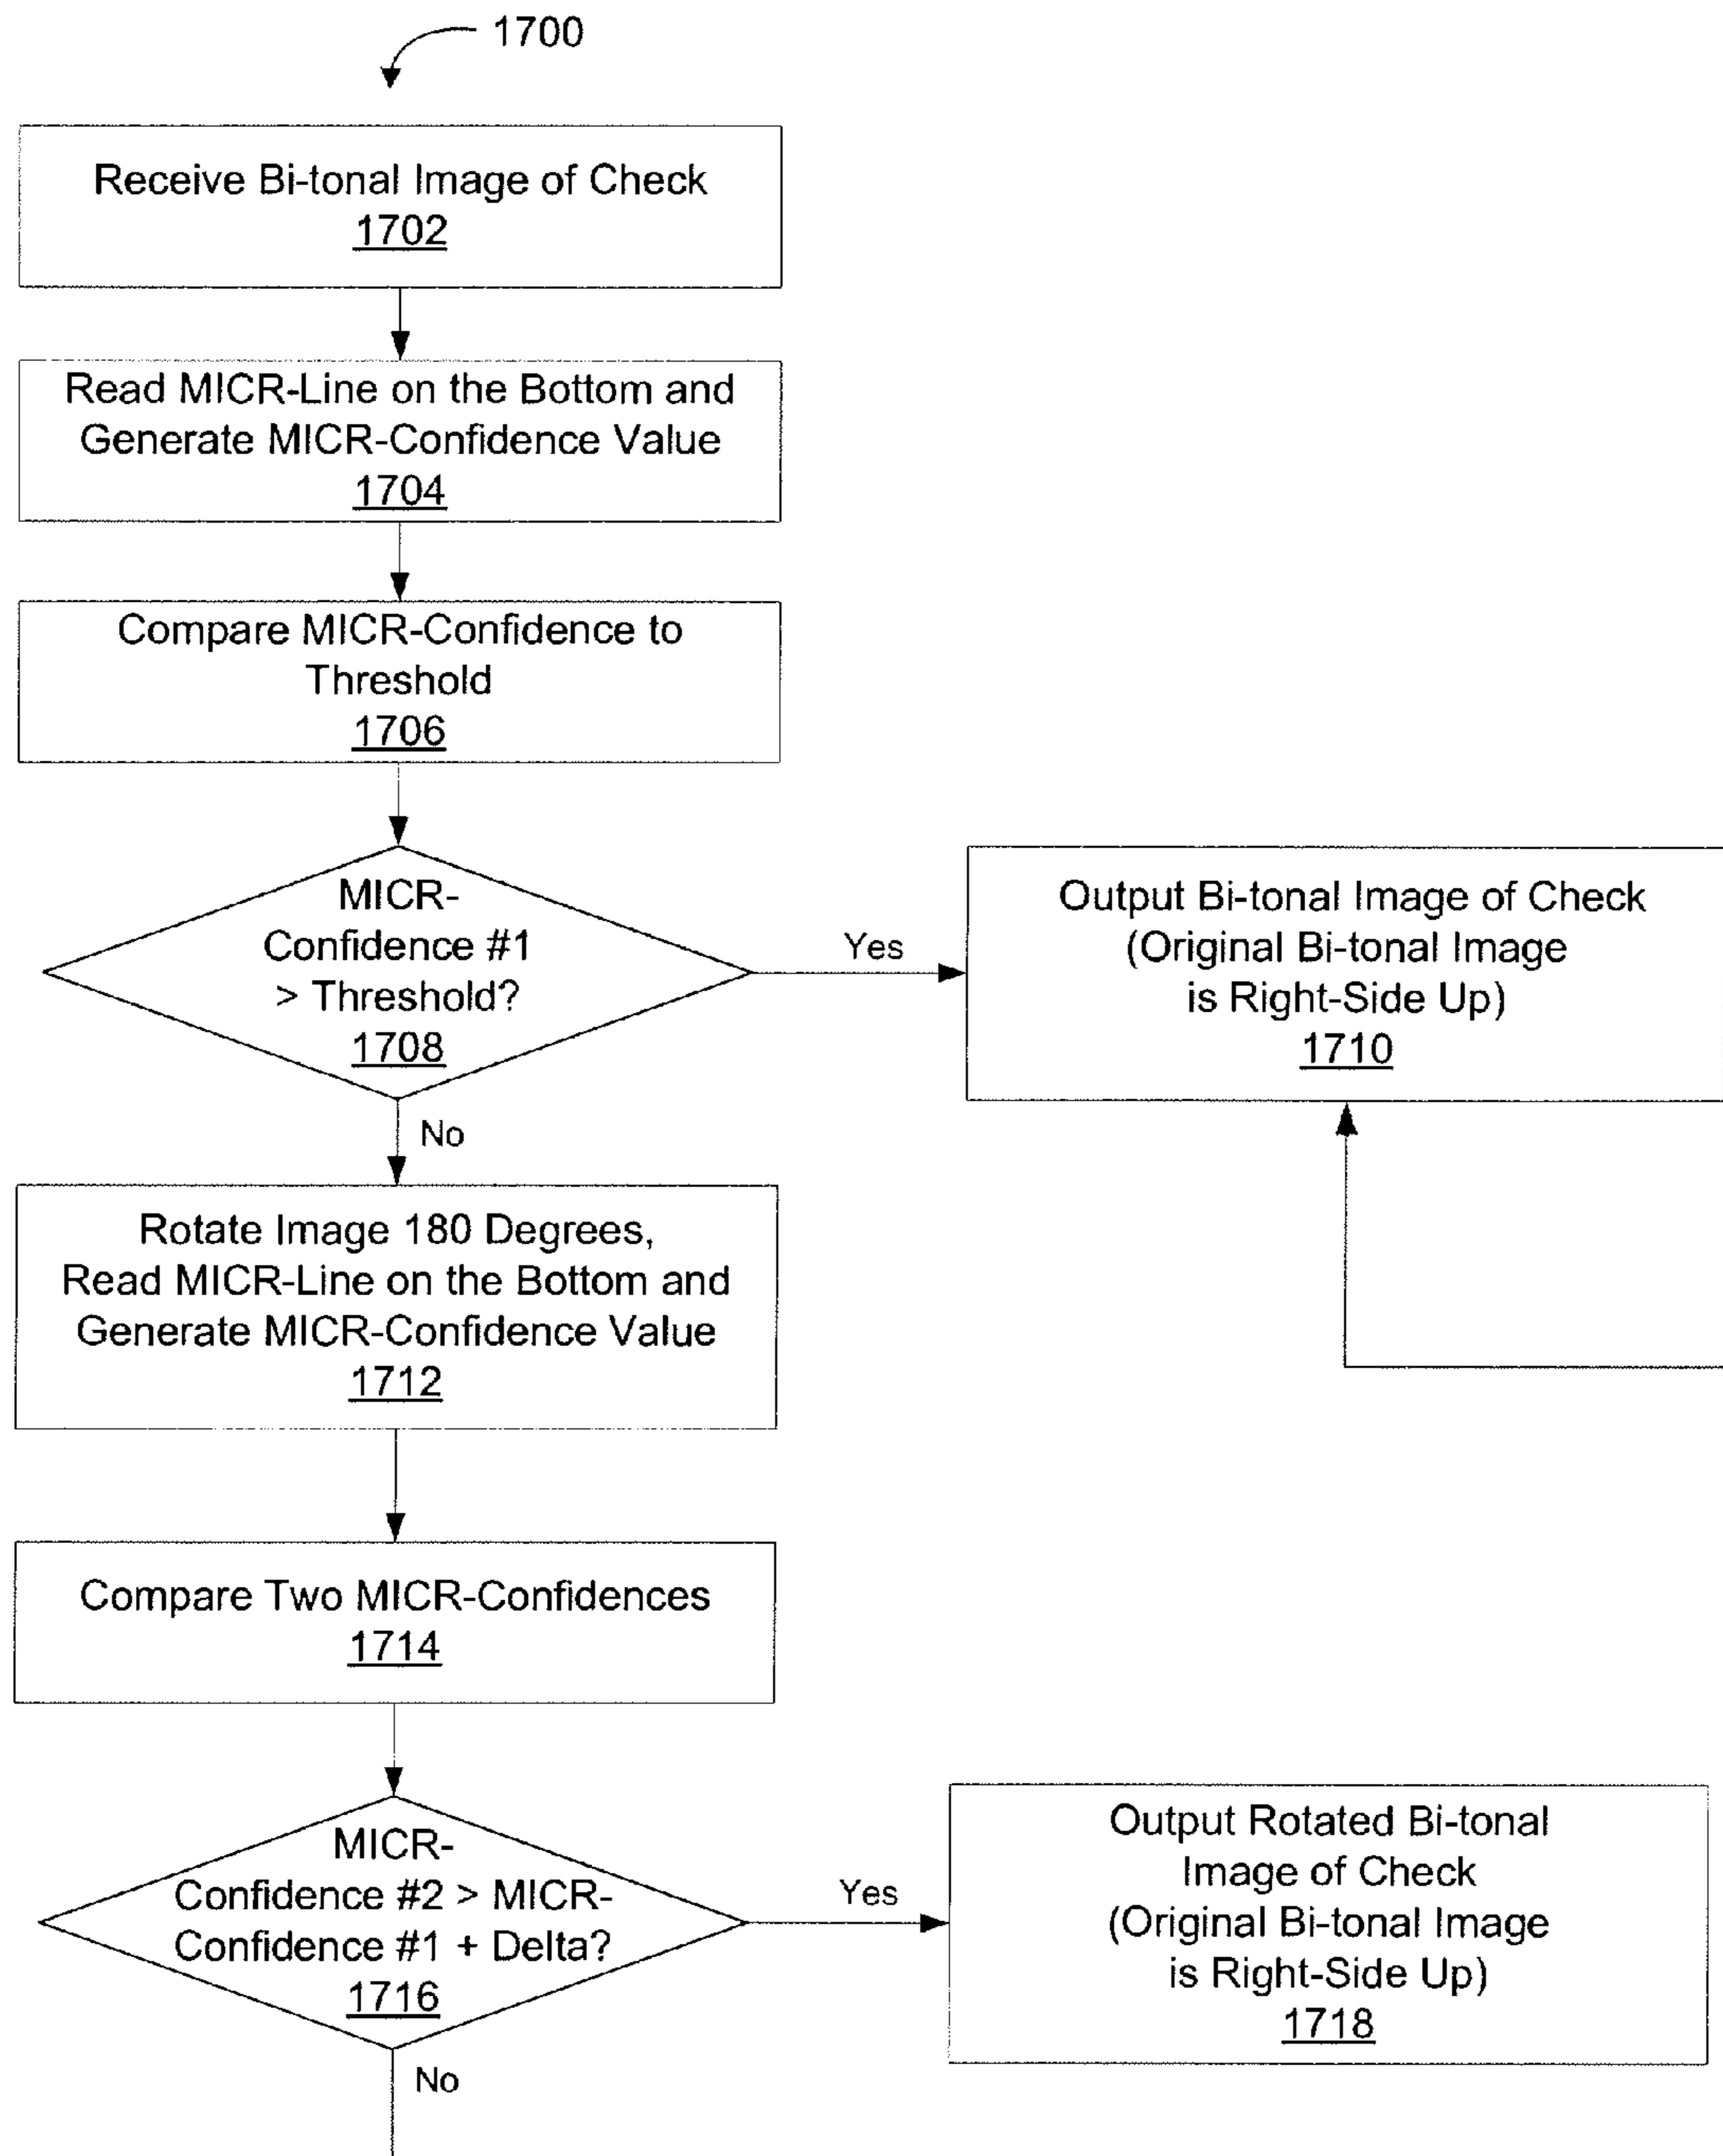 1700
Receive Bi-tonal Image of Check
1702
Read MICR-Line on the Bottom and
Generate MICR-Confidence Value
1704
Compare MICR-Confidence to
Threshold
1706
MICR-
Confidence #1
> Threshold?
1708
Yes
Output Bi-tonal Image of Check
(Original Bi-tonal Image
is Right-Side Up)
1710
No
Rotate Image 180 Degrees,
Read MICR-Line on the Bottom and
Generate MICR-Confidence Value
1712
Compare Two MICR-Confidences
1714
MICR-
Confidence #2 > MICR-
Confidence #1 + Delta?
1716
Yes
Output Rotated Bi-tonal
Image of Check
(Original Bi-tonal Image
is Right-Side Up)
1718
No